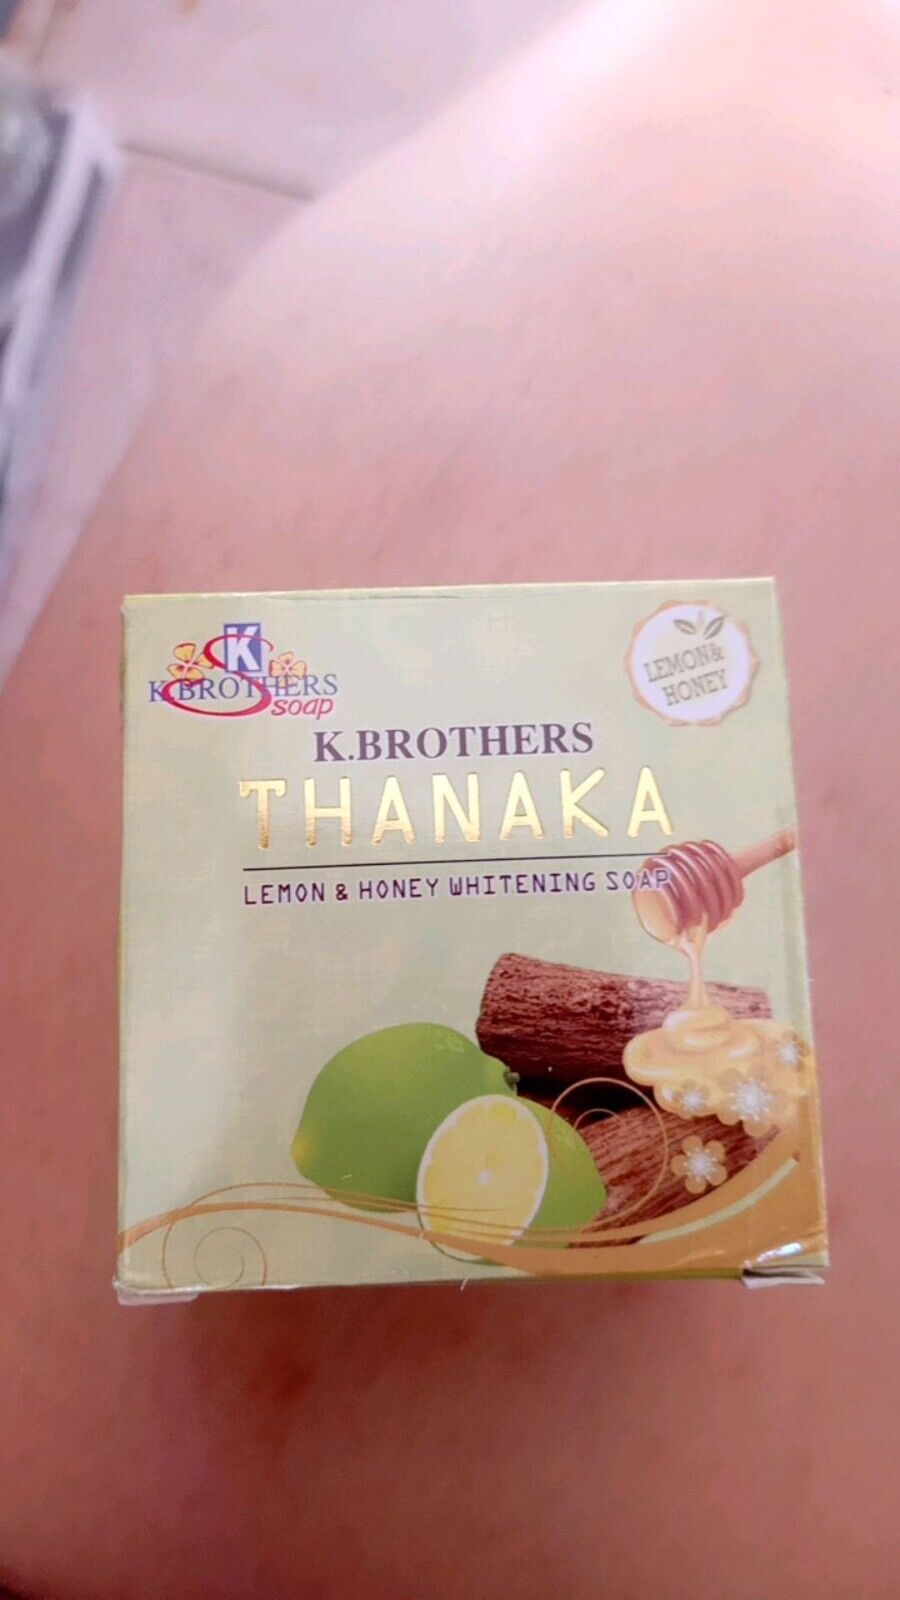 K
K.BROTHERS
soap
LEMON &
HONEY
K.BROTHERS
THANAKA
LEMON & HONEY WHITENING SOAP